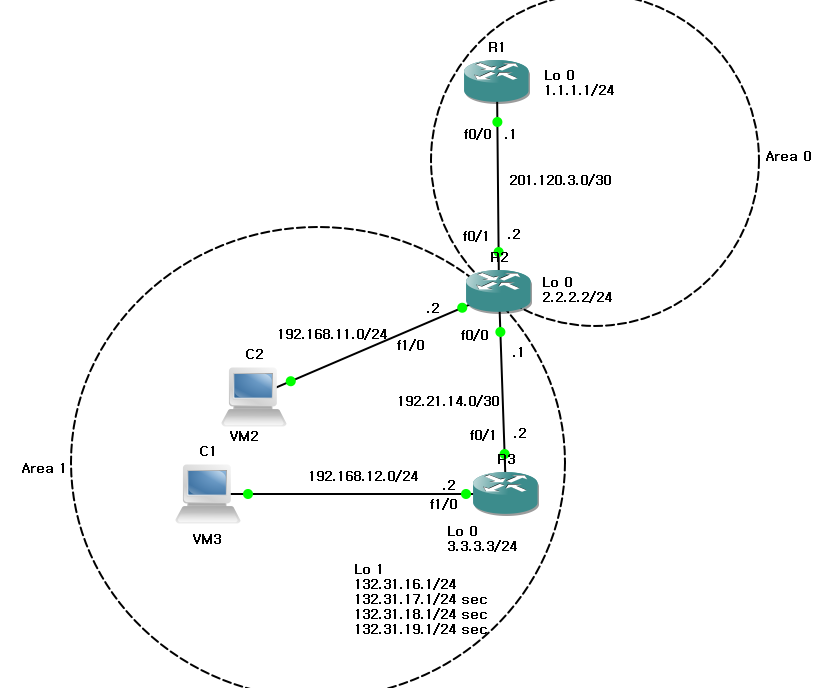 R1
Lo 0
1.1.1.1/24
f0/0 .1
Area 0
201.120.3.0/30
f0/1 .2
R2
Lo 0
2.2.2.2/24
.2
192.168.11.0/24
f1/0
f0/0
.1
C2
VM2
192.21.14.0/30
f0/1 .2
R3
Area 1
C1
192.168.12.0/24
.2
f1/0
VM3
Lo 0
3.3.3.3/24
Lo 1
132.31.16.1/24
132.31.17.1/24 sec
132.31.18.1/24 sec
132.31.19.1/24 sec